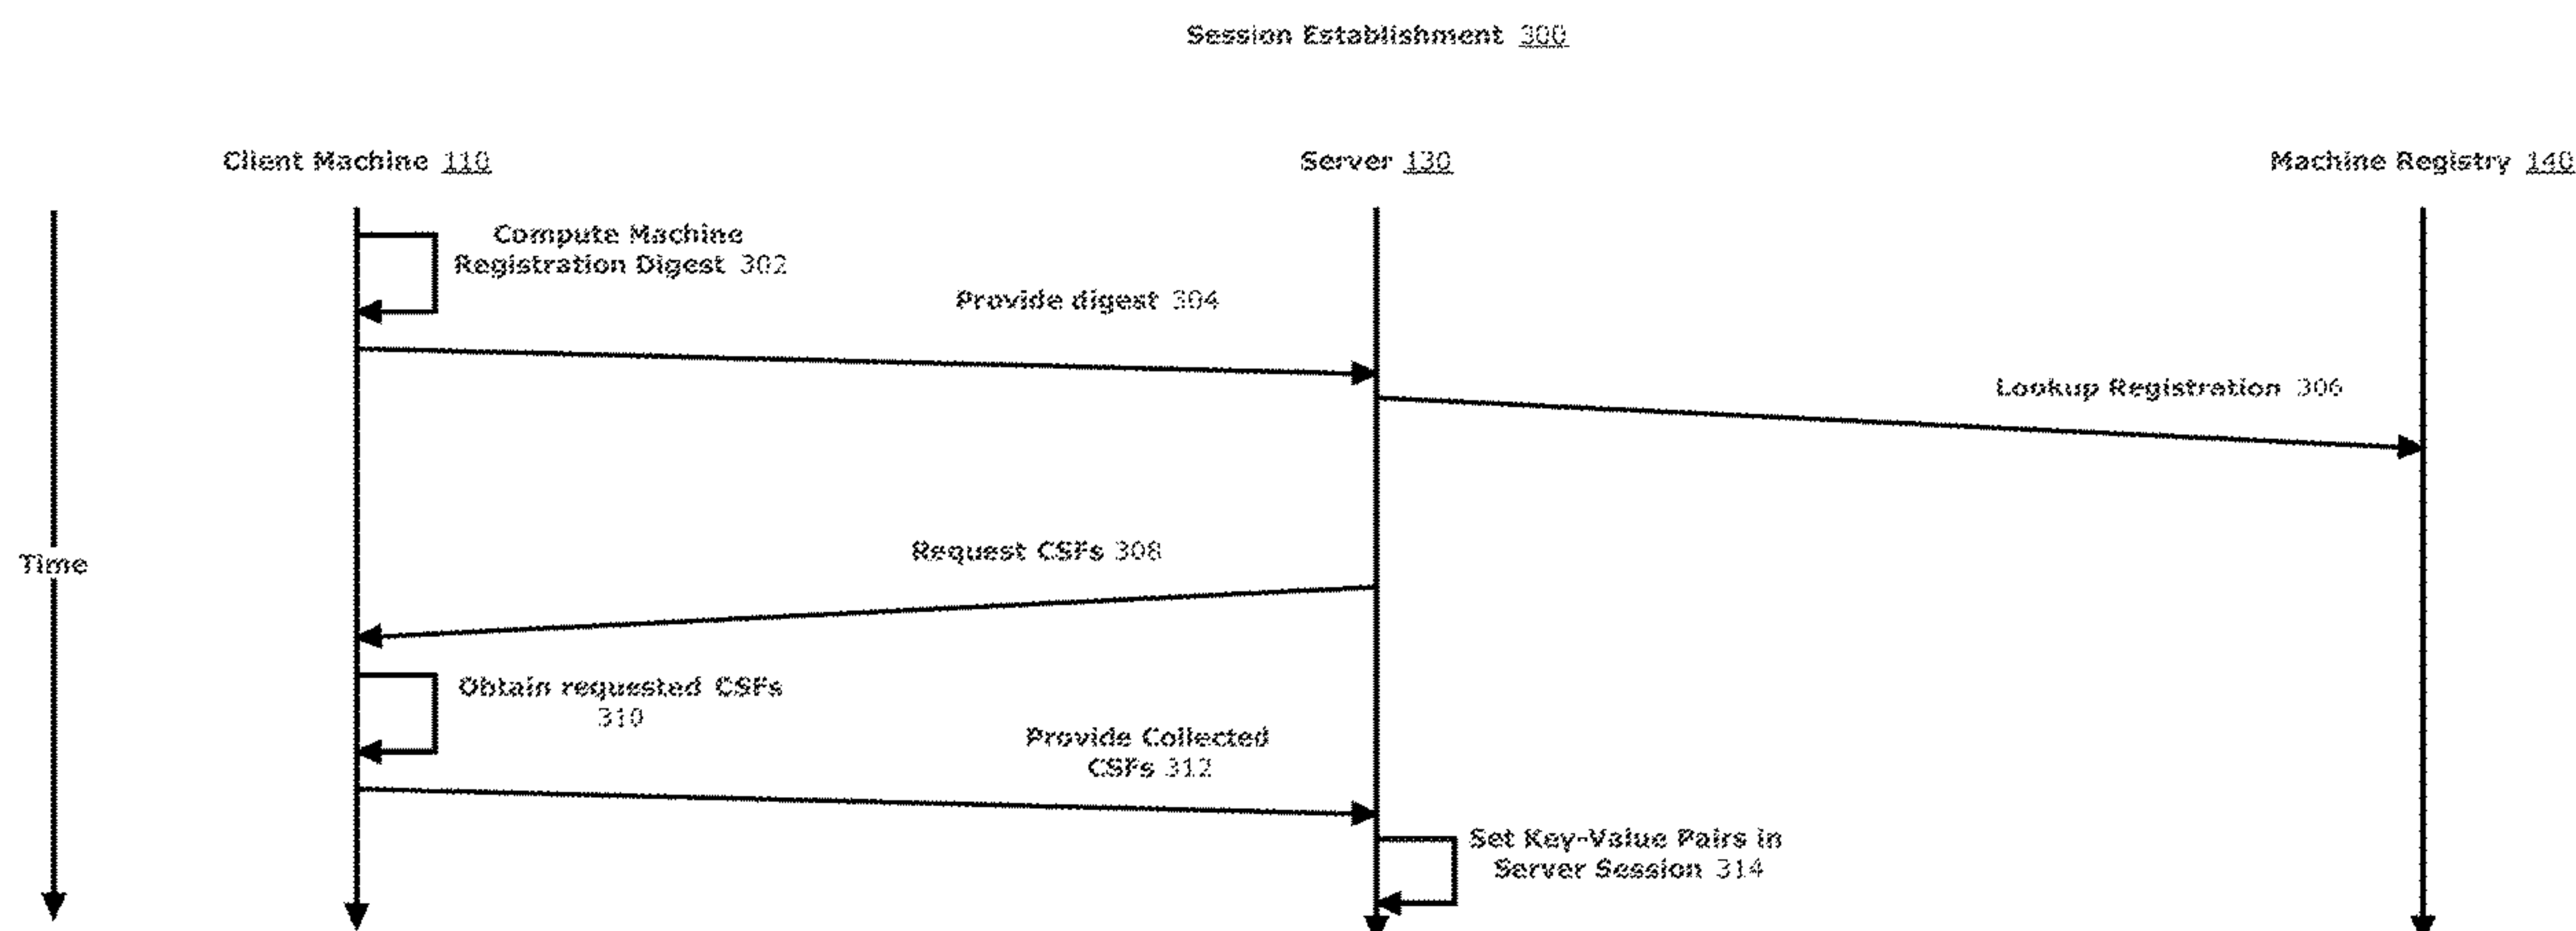 Session Establishment 300
Client Machine 110
Server 130
Machine Registry 140
Compute Machine
Registration Digest 302
Provide digest 304
Lookup Registration 306
Request CSFs 308
Time
Obtain requested CSFs
310
Provide Collected
CSFs 312
Set Key-Value Pairs in
Server Session 314